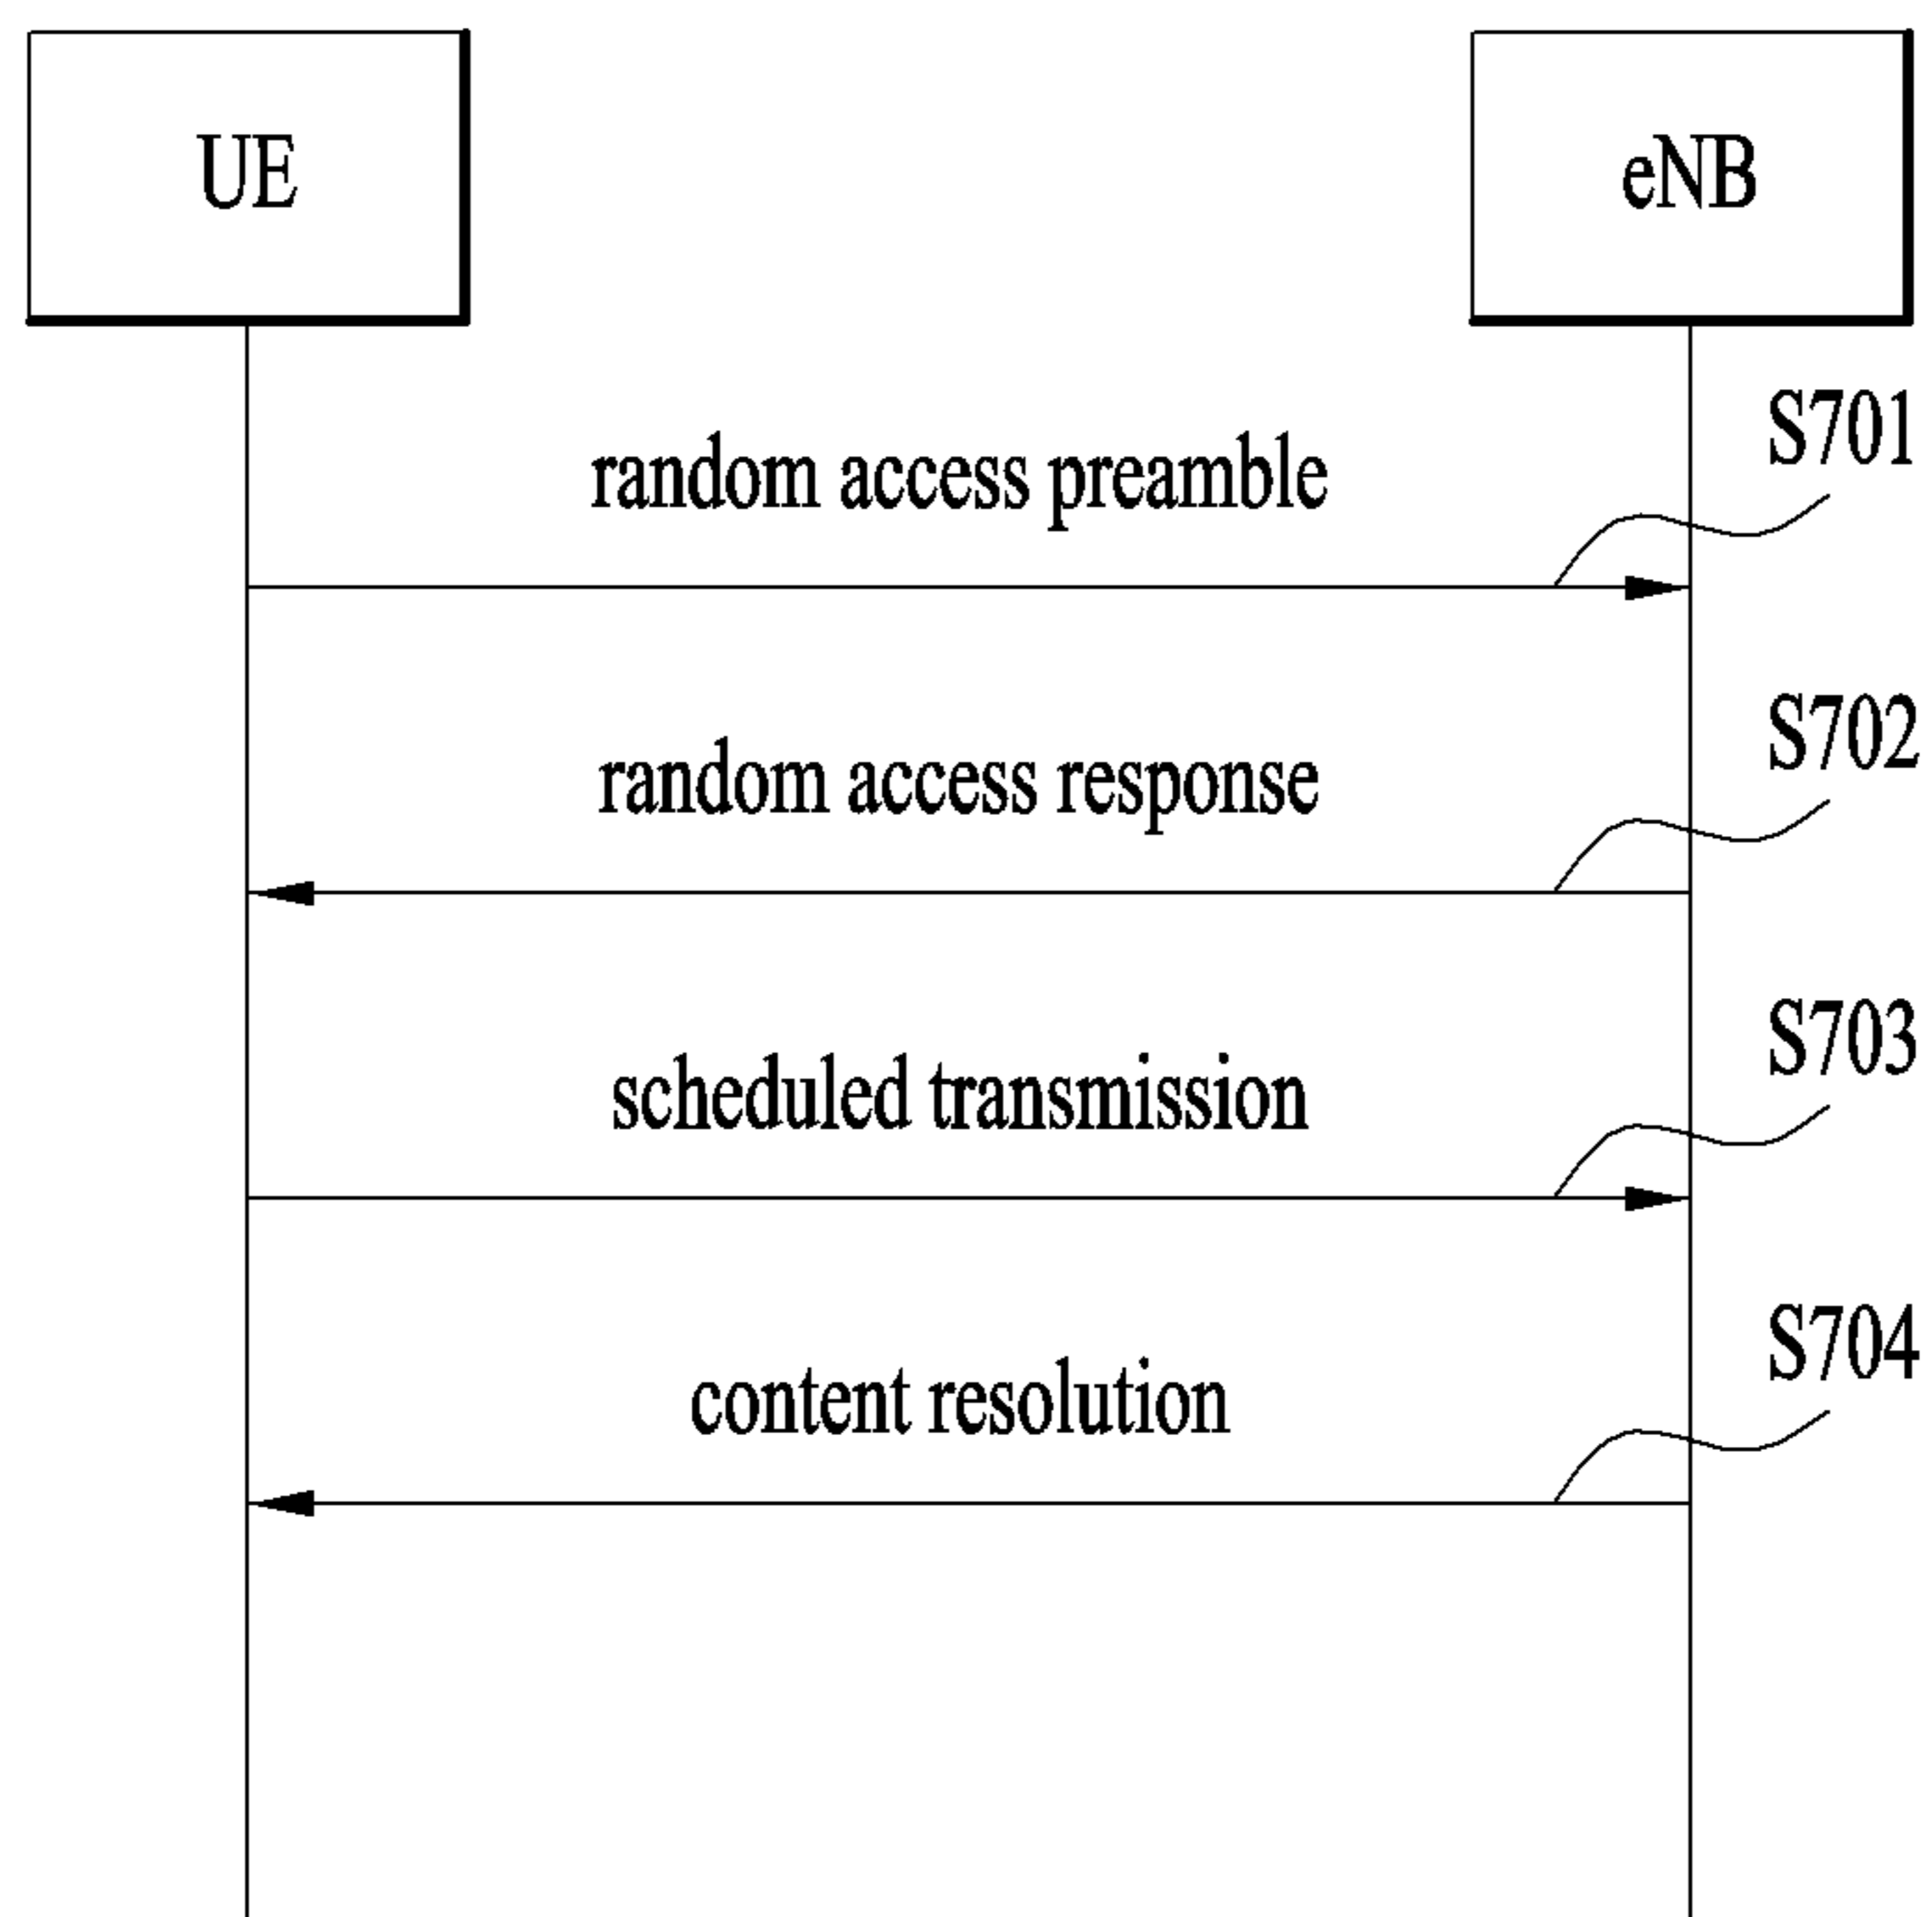 UE
eNB
S701
random access preamble
S702
random access response
S703
scheduled transmission
S704
content resolution